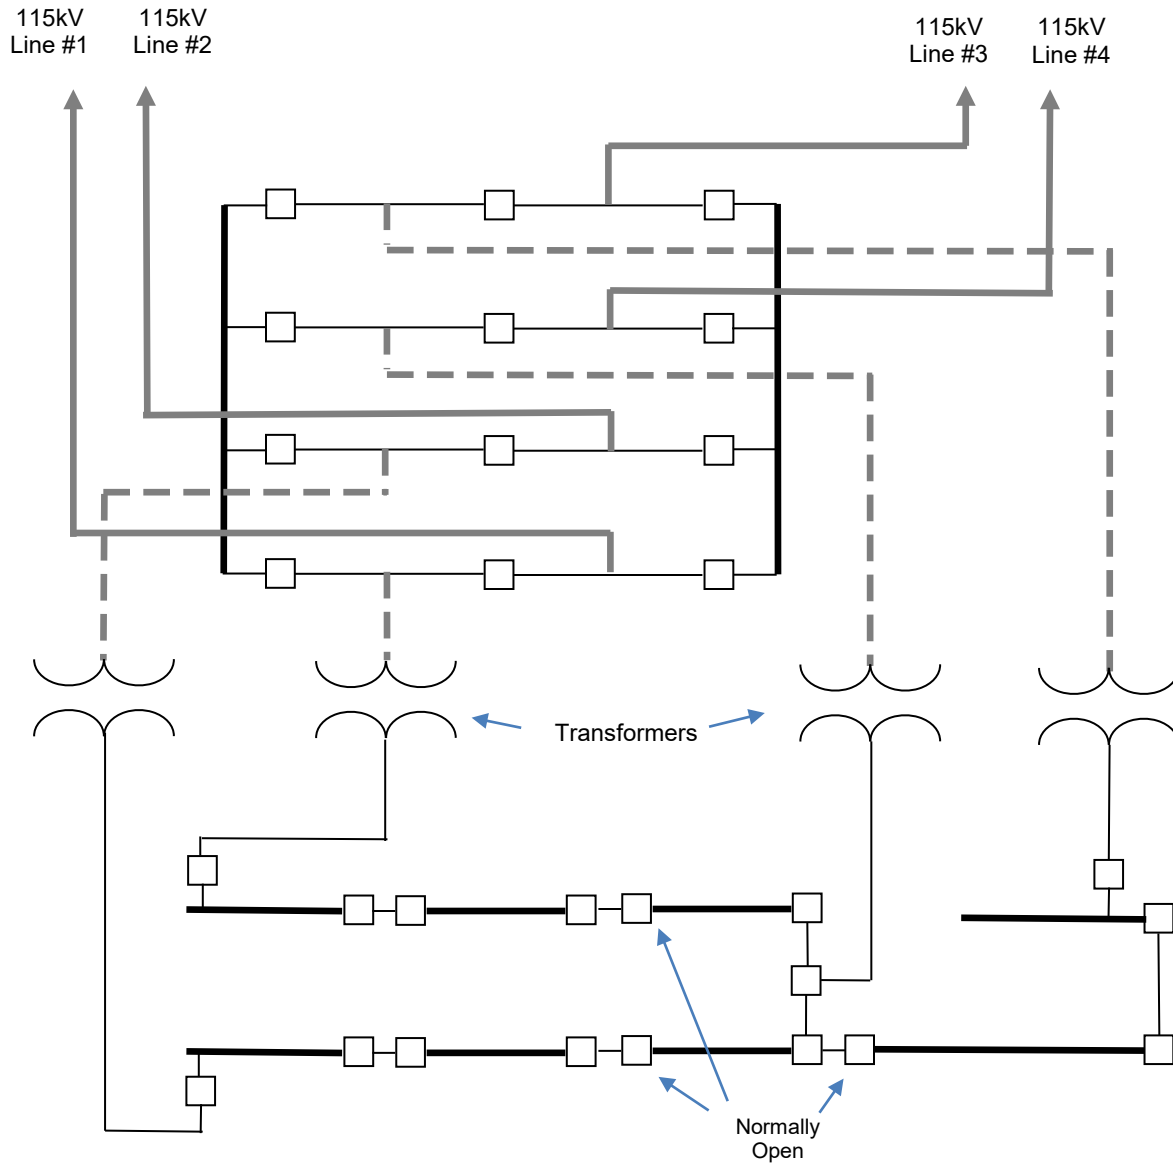 115kV
Line #1
115kV
Line #2
115kV
Line #3
115kV
Line #4
Transformers
Normally
Open